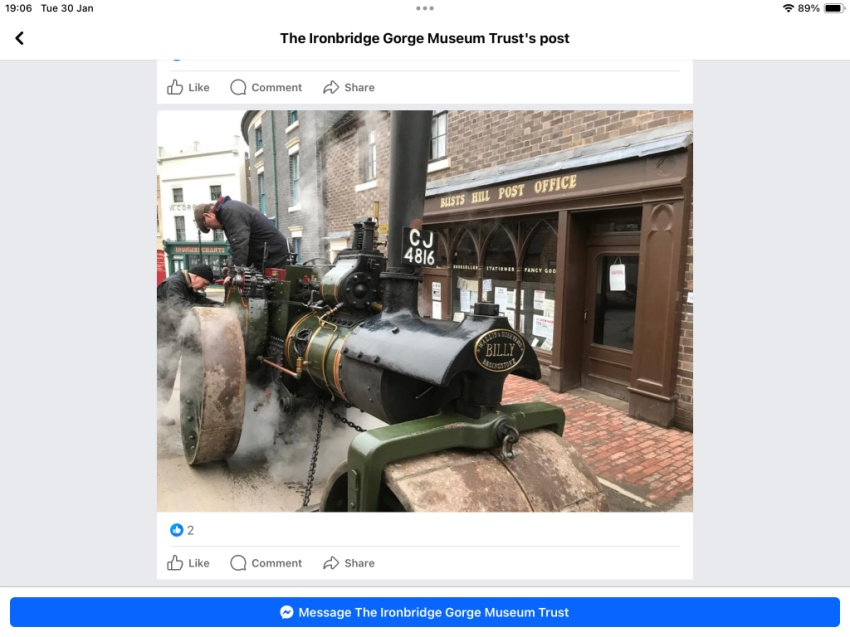 19:06 Tue 30 Jan
89%
The Ironbridge Gorge Museum Trust's post
Like Comment Share
BLISTS HILL POST OFFICE
CJ
4816
STATIONER FANCY GOO
BILLY
2
Like Comment Share
Message The Ironbridge Gorge Museum Trust